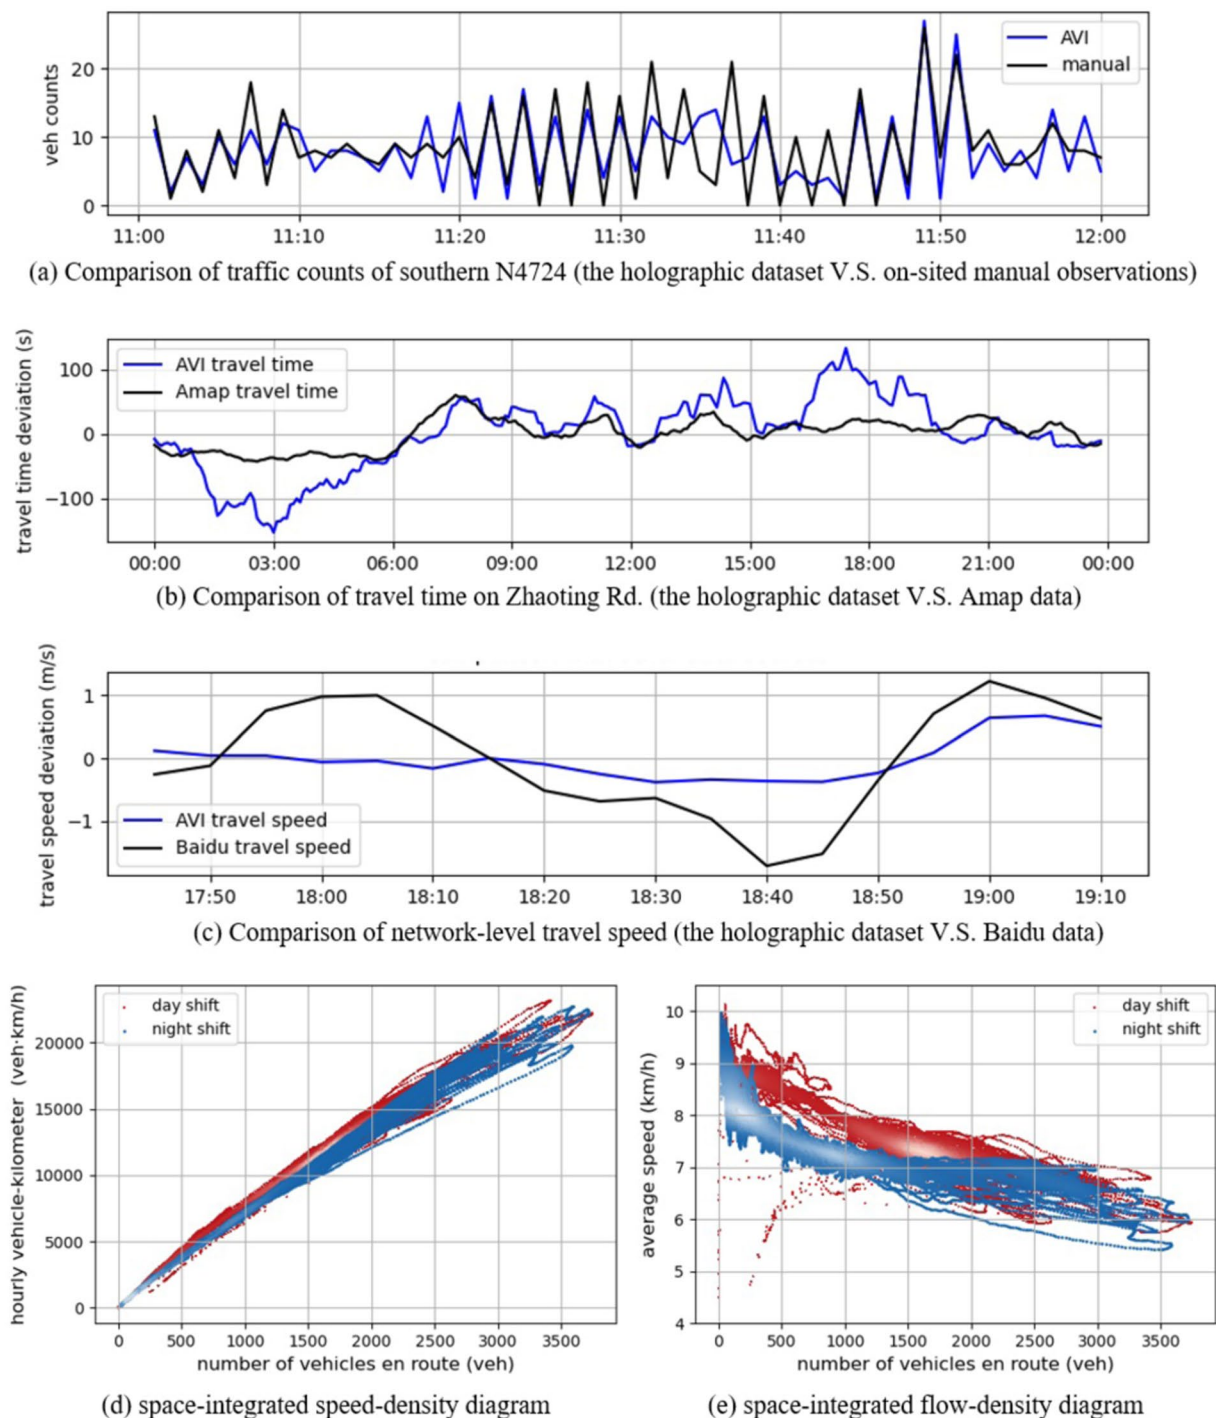 veh counts
20
10
0
AVI
manual
11:00 11:10 11:20 11:30 11:40 11:50 12:00
(a) Comparison of traffic counts of southern N4724 (the holographic dataset V.S. on-sited manual observations)
travel time deviation (s)
100
0
−100
AVI travel time
Amap travel time
00:00 03:00 06:00 09:00 12:00 15:00 18:00 21:00 00:00
(b) Comparison of travel time on Zhaoting Rd. (the holographic dataset V.S. Amap data)
travel speed deviation (m/s)
1
0
−1
AVI travel speed
Baidu travel speed
17:50 18:00 18:10 18:20 18:30 18:40 18:50 19:00 19:10
(c) Comparison of network-level travel speed (the holographic dataset V.S. Baidu data)
hourly vehicle-kilometer (veh·km/h)
20000
15000
10000
5000
0
day shift
night shift
0 500 1000 1500 2000 2500 3000 3500
number of vehicles en route (veh)
(d) space-integrated speed-density diagram
average speed (km/h)
10
9
8
7
6
5
4
day shift
night shift
0 500 1000 1500 2000 2500 3000 3500
number of vehicles en route (veh)
(e) space-integrated flow-density diagram